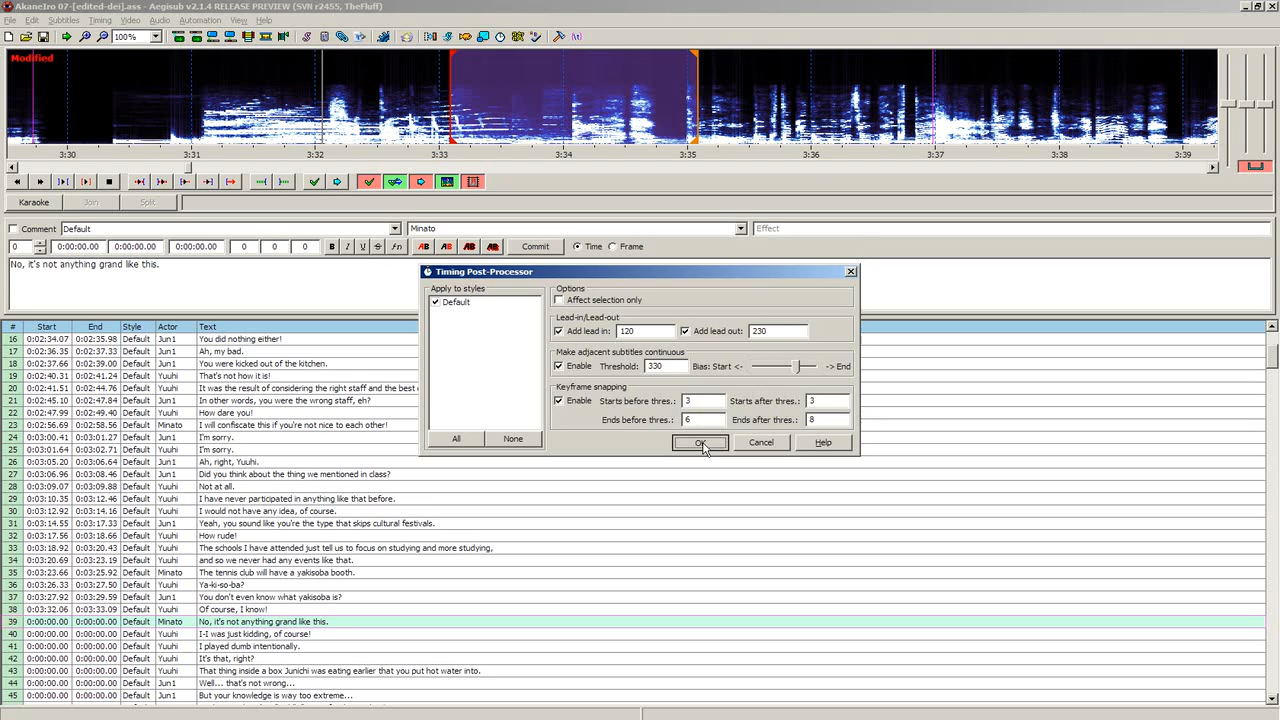 AkaneIro 07-[edited-dei].ass - Aegisub v2.1.4 RELEASE PREVIEW (SVN r2455, TheFluff)
File Edit Subtitles Timing Video Audio Automation View Help
100%
Modified
3:30 3:31 3:32 3:33 3:34 3:35 3:36 3:37 3:38 3:39
Karaoke Join Split
Comment Default Minato Effect
0 0:00:00.00 0:00:00.00 0:00:00.00 0 0 0 B I U S fn AB AB AB AB Commit Time Frame
No, it's not anything grand like this.
Timing Post-Processor
Apply to styles
Default
All None
Options
Affect selection only
Lead-in/Lead-out
Add lead in: 120 Add lead out: 230
Make adjacent subtitles continuous
Enable Threshold: 330 Bias: Start <- -> End
Keyframe snapping
Enable Starts before thres.: 3 Starts after thres.: 3
Ends before thres.: 6 Ends after thres.: 8
OK Cancel Help
# Start End Style Actor Text
16 0:02:34.07 0:02:35.98 Default Jun1 You did nothing either!
17 0:02:36.35 0:02:37.33 Default Jun1 Ah, my bad.
18 0:02:37.66 0:02:39.00 Default Jun1 You were kicked out of the kitchen.
19 0:02:40.31 0:02:41.24 Default Yuuhi That's not how it is!
20 0:02:41.51 0:02:44.76 Default Yuuhi It was the result of considering the right staff and the best
21 0:02:45.10 0:02:47.84 Default Jun1 In other words, you were the wrong staff, eh?
22 0:02:47.99 0:02:49.40 Default Yuuhi How dare you!
23 0:02:56.69 0:02:58.56 Default Minato I will confiscate this if you're not nice to each other!
24 0:03:00.41 0:03:01.27 Default Jun1 I'm sorry.
25 0:03:01.64 0:03:02.71 Default Yuuhi I'm sorry.
26 0:03:05.20 0:03:06.64 Default Jun1 Ah, right, Yuuhi.
27 0:03:06.96 0:03:08.46 Default Jun1 Did you think about the thing we mentioned in class?
28 0:03:09.07 0:03:09.88 Default Yuuhi Not at all.
29 0:03:10.35 0:03:12.46 Default Yuuhi I have never participated in anything like that before.
30 0:03:12.92 0:03:14.16 Default Yuuhi I would not have any idea, of course.
31 0:03:14.55 0:03:17.33 Default Jun1 Yeah, you sound like you're the type that skips cultural festivals.
32 0:03:17.56 0:03:18.66 Default Yuuhi How rude!
33 0:03:18.92 0:03:20.43 Default Yuuhi The schools I have attended just tell us to focus on studying and more studying,
34 0:03:20.69 0:03:23.19 Default Yuuhi and so we never had any events like that.
35 0:03:23.66 0:03:25.92 Default Minato The tennis club will have a yakisoba booth.
36 0:03:26.33 0:03:27.50 Default Yuuhi Ya-ki-so-ba?
37 0:03:27.92 0:03:29.59 Default Jun1 You don't even know what yakisoba is?
38 0:03:32.06 0:03:33.09 Default Yuuhi Of course, I know!
39 0:00:00.00 0:00:00.00 Default Minato No, it's not anything grand like this.
40 0:00:00.00 0:00:00.00 Default Yuuhi I-I was just kidding, of course!
41 0:00:00.00 0:00:00.00 Default Yuuhi I played dumb intentionally.
42 0:00:00.00 0:00:00.00 Default Yuuhi It's that, right?
43 0:00:00.00 0:00:00.00 Default Yuuhi That thing inside a box Junichi was eating earlier that you put hot water into.
44 0:00:00.00 0:00:00.00 Default Jun1 Well... that's not wrong...
45 0:00:00.00 0:00:00.00 Default Jun1 But your knowledge is way too extreme...